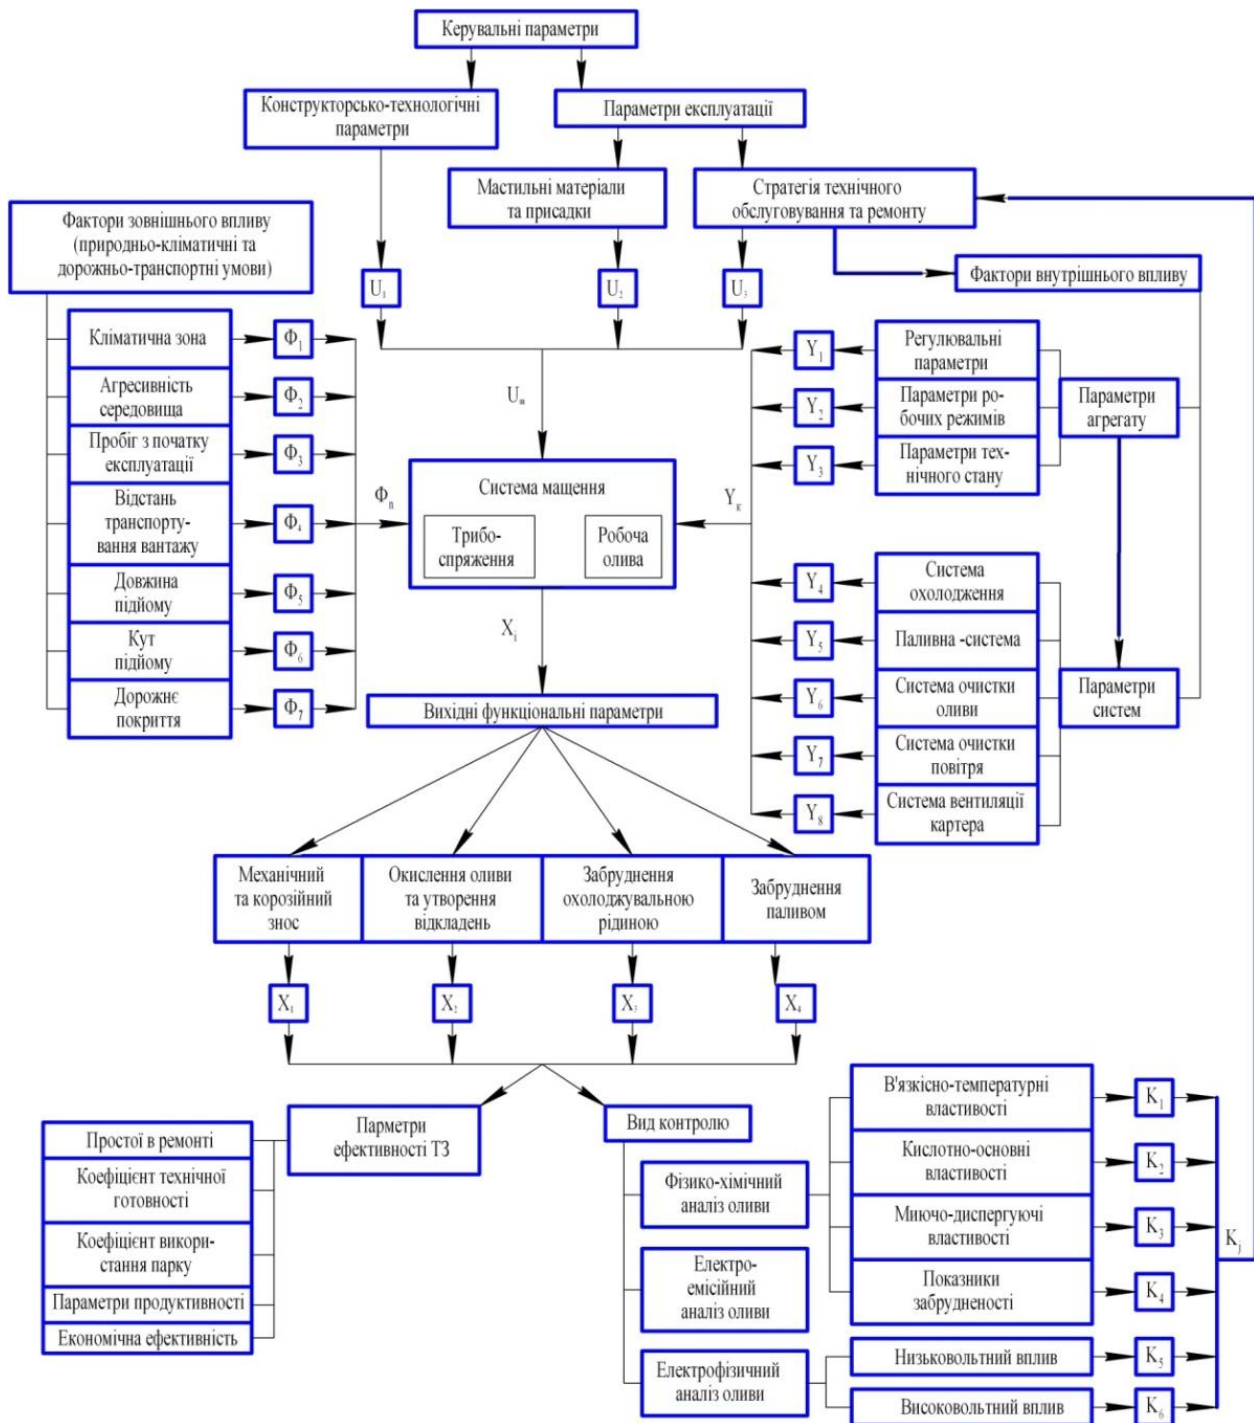 Керувальні параметри
Конструкторсько-технологічні
параметри
Параметри експлуатації
Мастильні матеріали
та присадки
Стратегія технічного
обслуговування та ремонту
Фактори зовнішнього впливу
(природньо-кліматичні та
дорожньо-транспортні умови)
Фактори внутрішнього впливу
U₁
U₂
U₃
Кліматична зона
Ф₁
Агресивність
середовища
Ф₂
Пробіг з початку
експлуатації
Ф₃
Відстань
транспорту-
вання вантажу
Ф₄
Довжина
підйому
Ф₅
Кут
підйому
Ф₆
Дорожнє
покриття
Ф₇
Фₙ
Uₙ
Система мащення
Трибо-
спряження
Робоча
олива
Yₖ
Xᵢ
Y₁
Регулювальні
параметри
Y₂
Параметри ро-
бочих режимів
Y₃
Параметри тех-
нічного стану
Параметри
агрегату
Y₄
Система
охолодження
Y₅
Паливна -система
Y₆
Система очистки
оливи
Y₇
Система очистки
повітря
Y₈
Система вентиляції
картера
Параметри
систем
Вихідні функціональні параметри
Механічний
та корозійний
знос
Окислення оливи
та утворення
відкладень
Забруднення
охолоджувальною
рідиною
Забруднення
паливом
X₁
X₂
X₃
X₄
Парметри
ефективності ТЗ
Вид контролю
Простої в ремонті
Коефіцієнт технічної
готовності
Коефіцієнт викори-
стання парку
Параметри продуктивності
Економічна ефективність
Фізико-хімічний
аналіз оливи
Електро-
емісійний
аналіз оливи
Електрофізичний
аналіз оливи
В'язкісно-температурні
властивості
K₁
Кислотно-основні
властивості
K₂
Миючо-диспергуючі
властивості
K₃
Показники
забрудненості
K₄
Низьковольтний вплив
K₅
Високовольтний вплив
K₆
Kⱼ